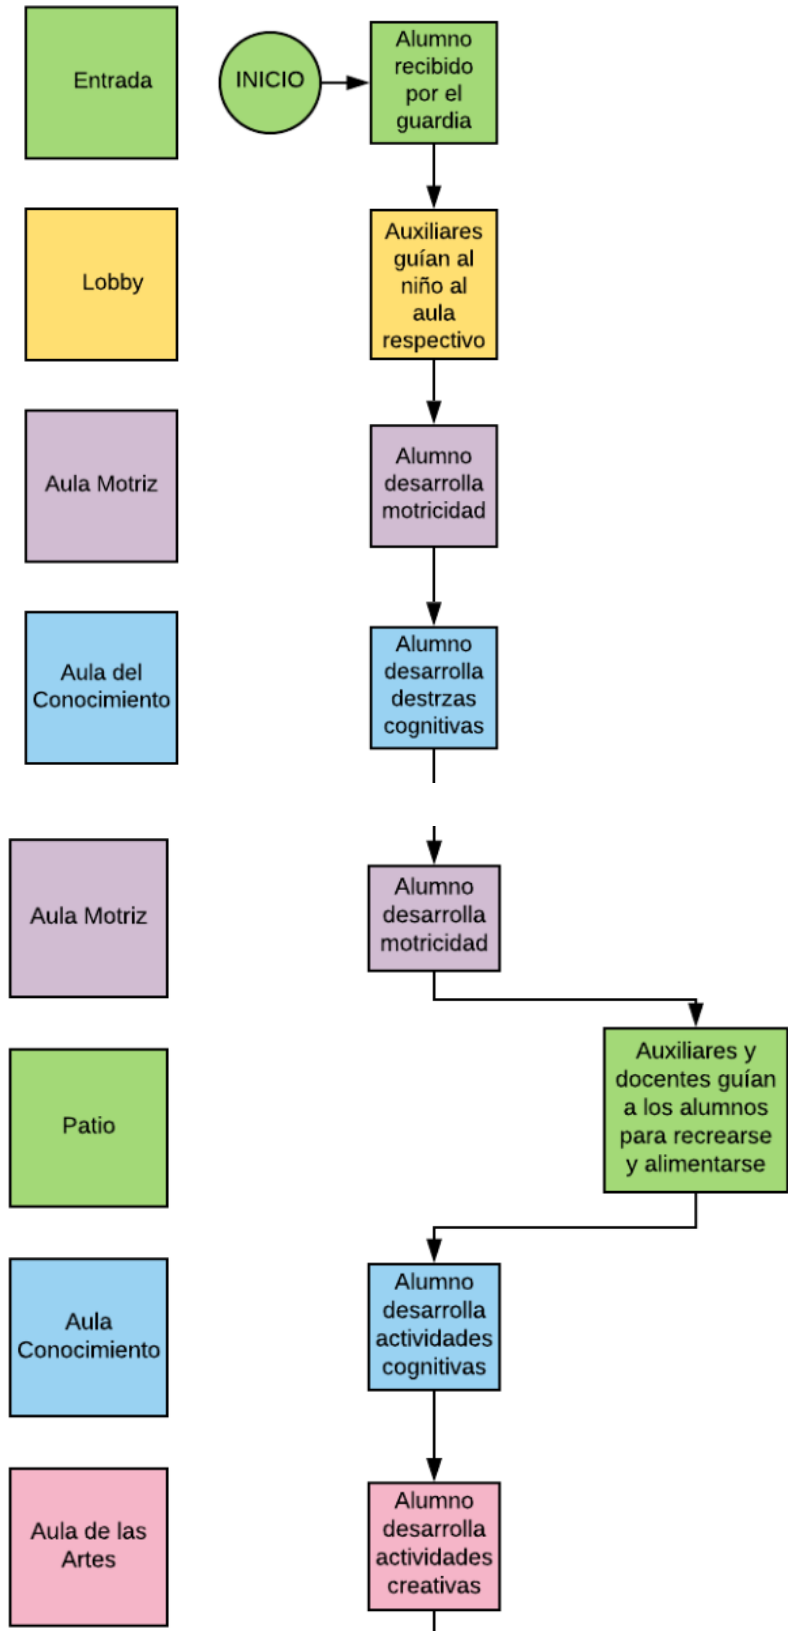 Entrada
INICIO
Alumno
recibido
por el
guardia
Lobby
Auxiliares
guían al
niño al
aula
respectivo
Aula Motriz
Alumno
desarrolla
motricidad
Aula del
Conocimiento
Alumno
desarrolla
destrzas
cognitivas
Aula Motriz
Alumno
desarrolla
motricidad
Patio
Auxiliares y
docentes guían
a los alumnos
para recrearse
y alimentarse
Aula
Conocimiento
Alumno
desarrolla
actividades
cognitivas
Aula de las
Artes
Alumno
desarrolla
actividades
creativas